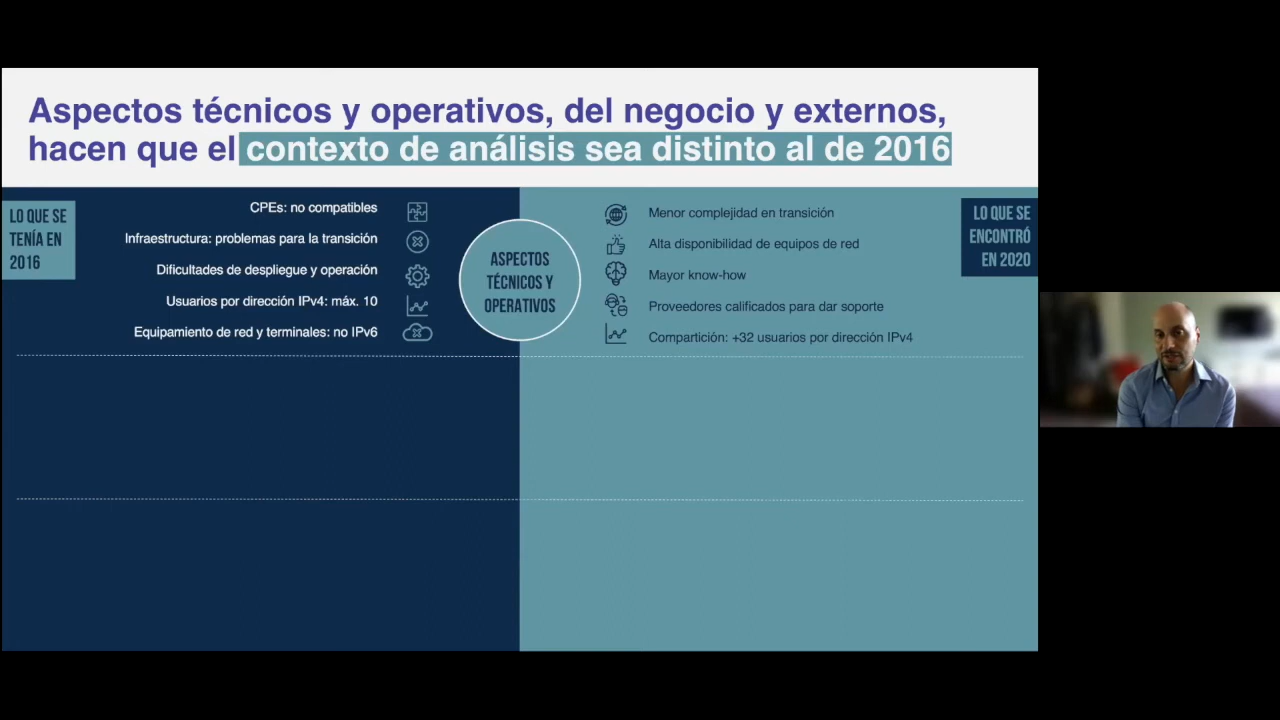 Aspectos técnicos y operativos, del negocio y externos,
hacen que el contexto de análisis sea distinto al de 2016
LO QUE SE
TENÍA EN
2016
CPEs: no compatibles
Infraestructura: problemas para la transición
Dificultades de despliegue y operación
Usuarios por dirección IPv4: máx. 10
Equipamiento de red y terminales: no IPv6
ASPECTOS
TÉCNICOS Y
OPERATIVOS
Menor complejidad en transición
Alta disponibilidad de equipos de red
Mayor know-how
Proveedores calificados para dar soporte
Compartición: +32 usuarios por dirección IPv4
LO QUE SE
ENCONTRÓ
EN 2020